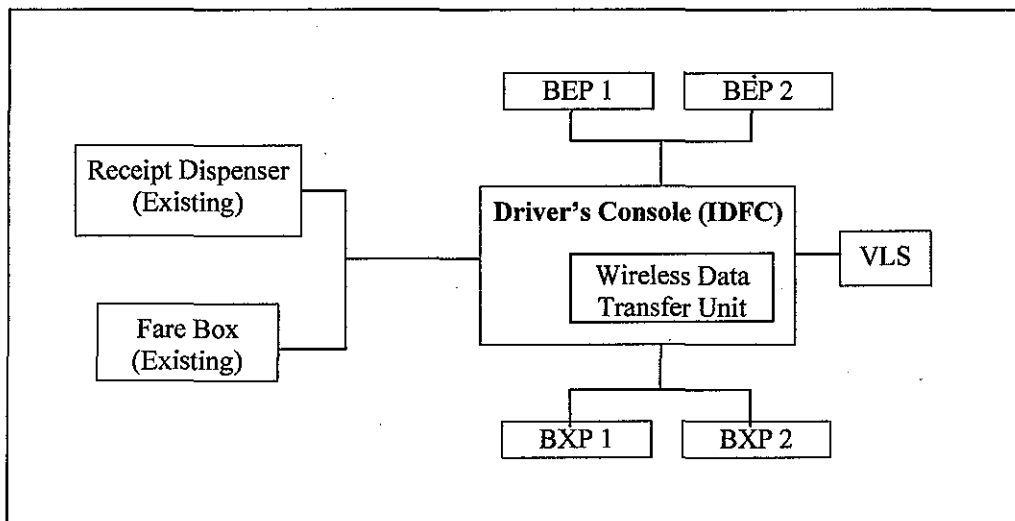 BEP 1
BEP 2
Receipt Dispenser
(Existing)
Driver's Console (IDFC)
Wireless Data
Transfer Unit
VLS
Fare Box
(Existing)
BXP 1
BXP 2